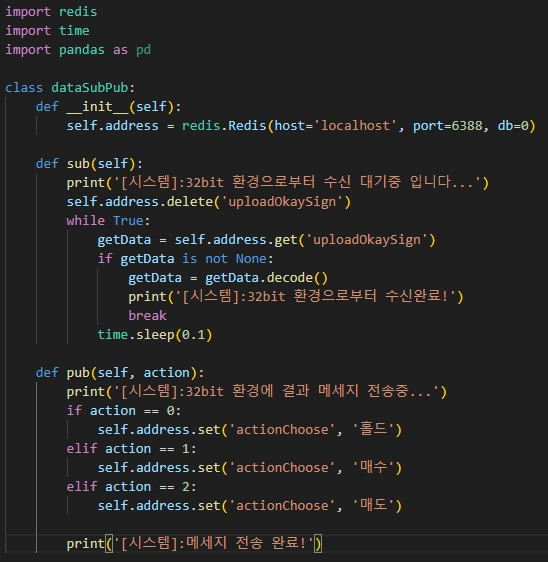 import redis
import time
import pandas as pd
class dataSubPub:
def __init__(self):
self.address = redis.Redis(host='localhost', port=6388, db=0)
def sub(self):
print('[시스템]:32bit 환경으로부터 수신 대기중 입니다...')
self.address.delete('uploadOkaySign')
while True:
getData = self.address.get('uploadOkaySign')
if getData is not None:
getData = getData.decode()
print('[시스템]:32bit 환경으로부터 수신완료!')
break
time.sleep(0.1)
def pub(self, action):
print('[시스템]:32bit 환경에 결과 메세지 전송중...')
if action == 0:
self.address.set('actionChoose', '홀드')
elif action == 1:
self.address.set('actionChoose', '매수')
elif action == 2:
self.address.set('actionChoose', '매도')
print('[시스템]:메세지 전송 완료!')